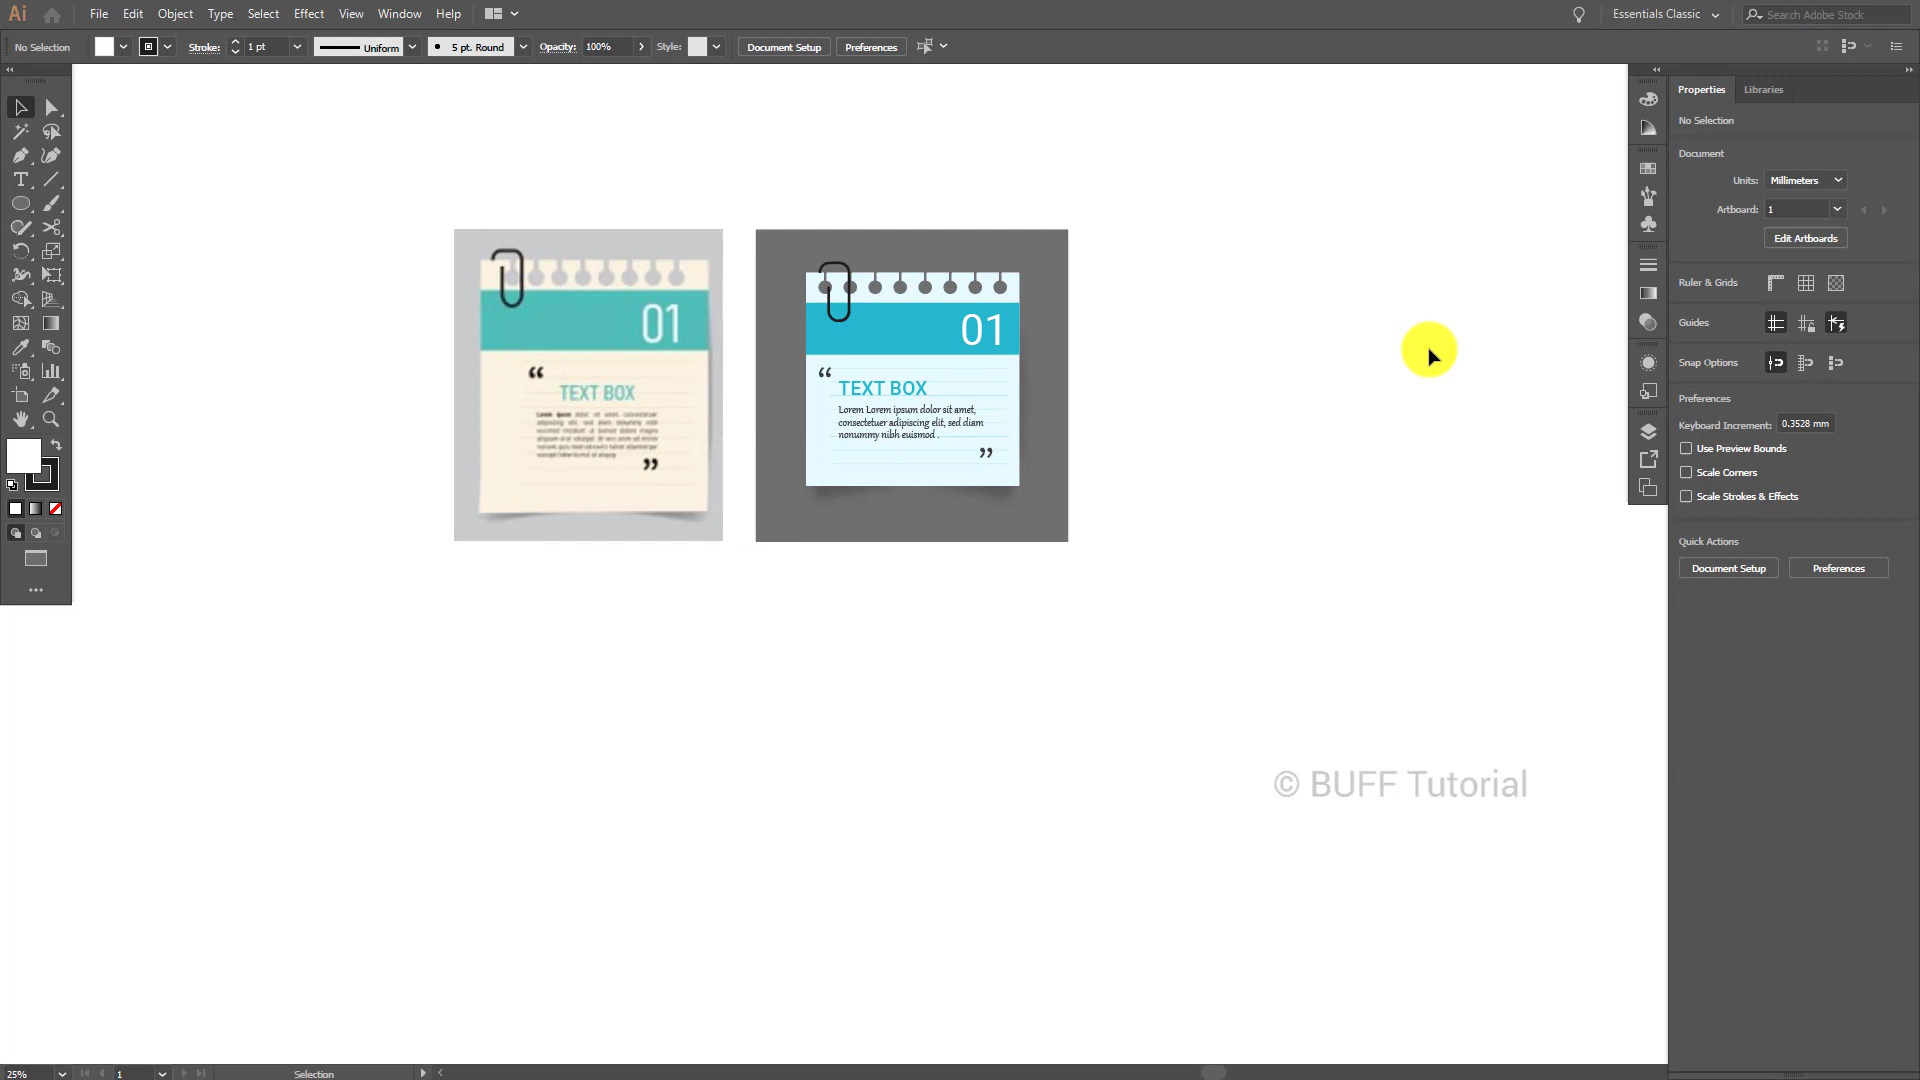 Ai File Edit Object Type Select Effect View Window Help Essentials Classic Search Adobe Stock
No Selection Stroke: 1 pt Uniform 5 pt. Round Opacity: 100% Style: Document Setup Preferences
Properties Libraries
No Selection
Document
Units: Millimeters
Artboard: 1
Edit Artboards
Ruler & Grids
Guides
Snap Options
Preferences
Keyboard Increment: 0.3528 mm
Use Preview Bounds
Scale Corners
Scale Strokes & Effects
Quick Actions
Document Setup Preferences
01
“
TEXT BOX
”
01
“
TEXT BOX
Lorem Lorem ipsum dolor sit amet,
consectetuer adipiscing elit, sed diam
nonummy nibh euismod .
”
© BUFF Tutorial
25% 1 Selection